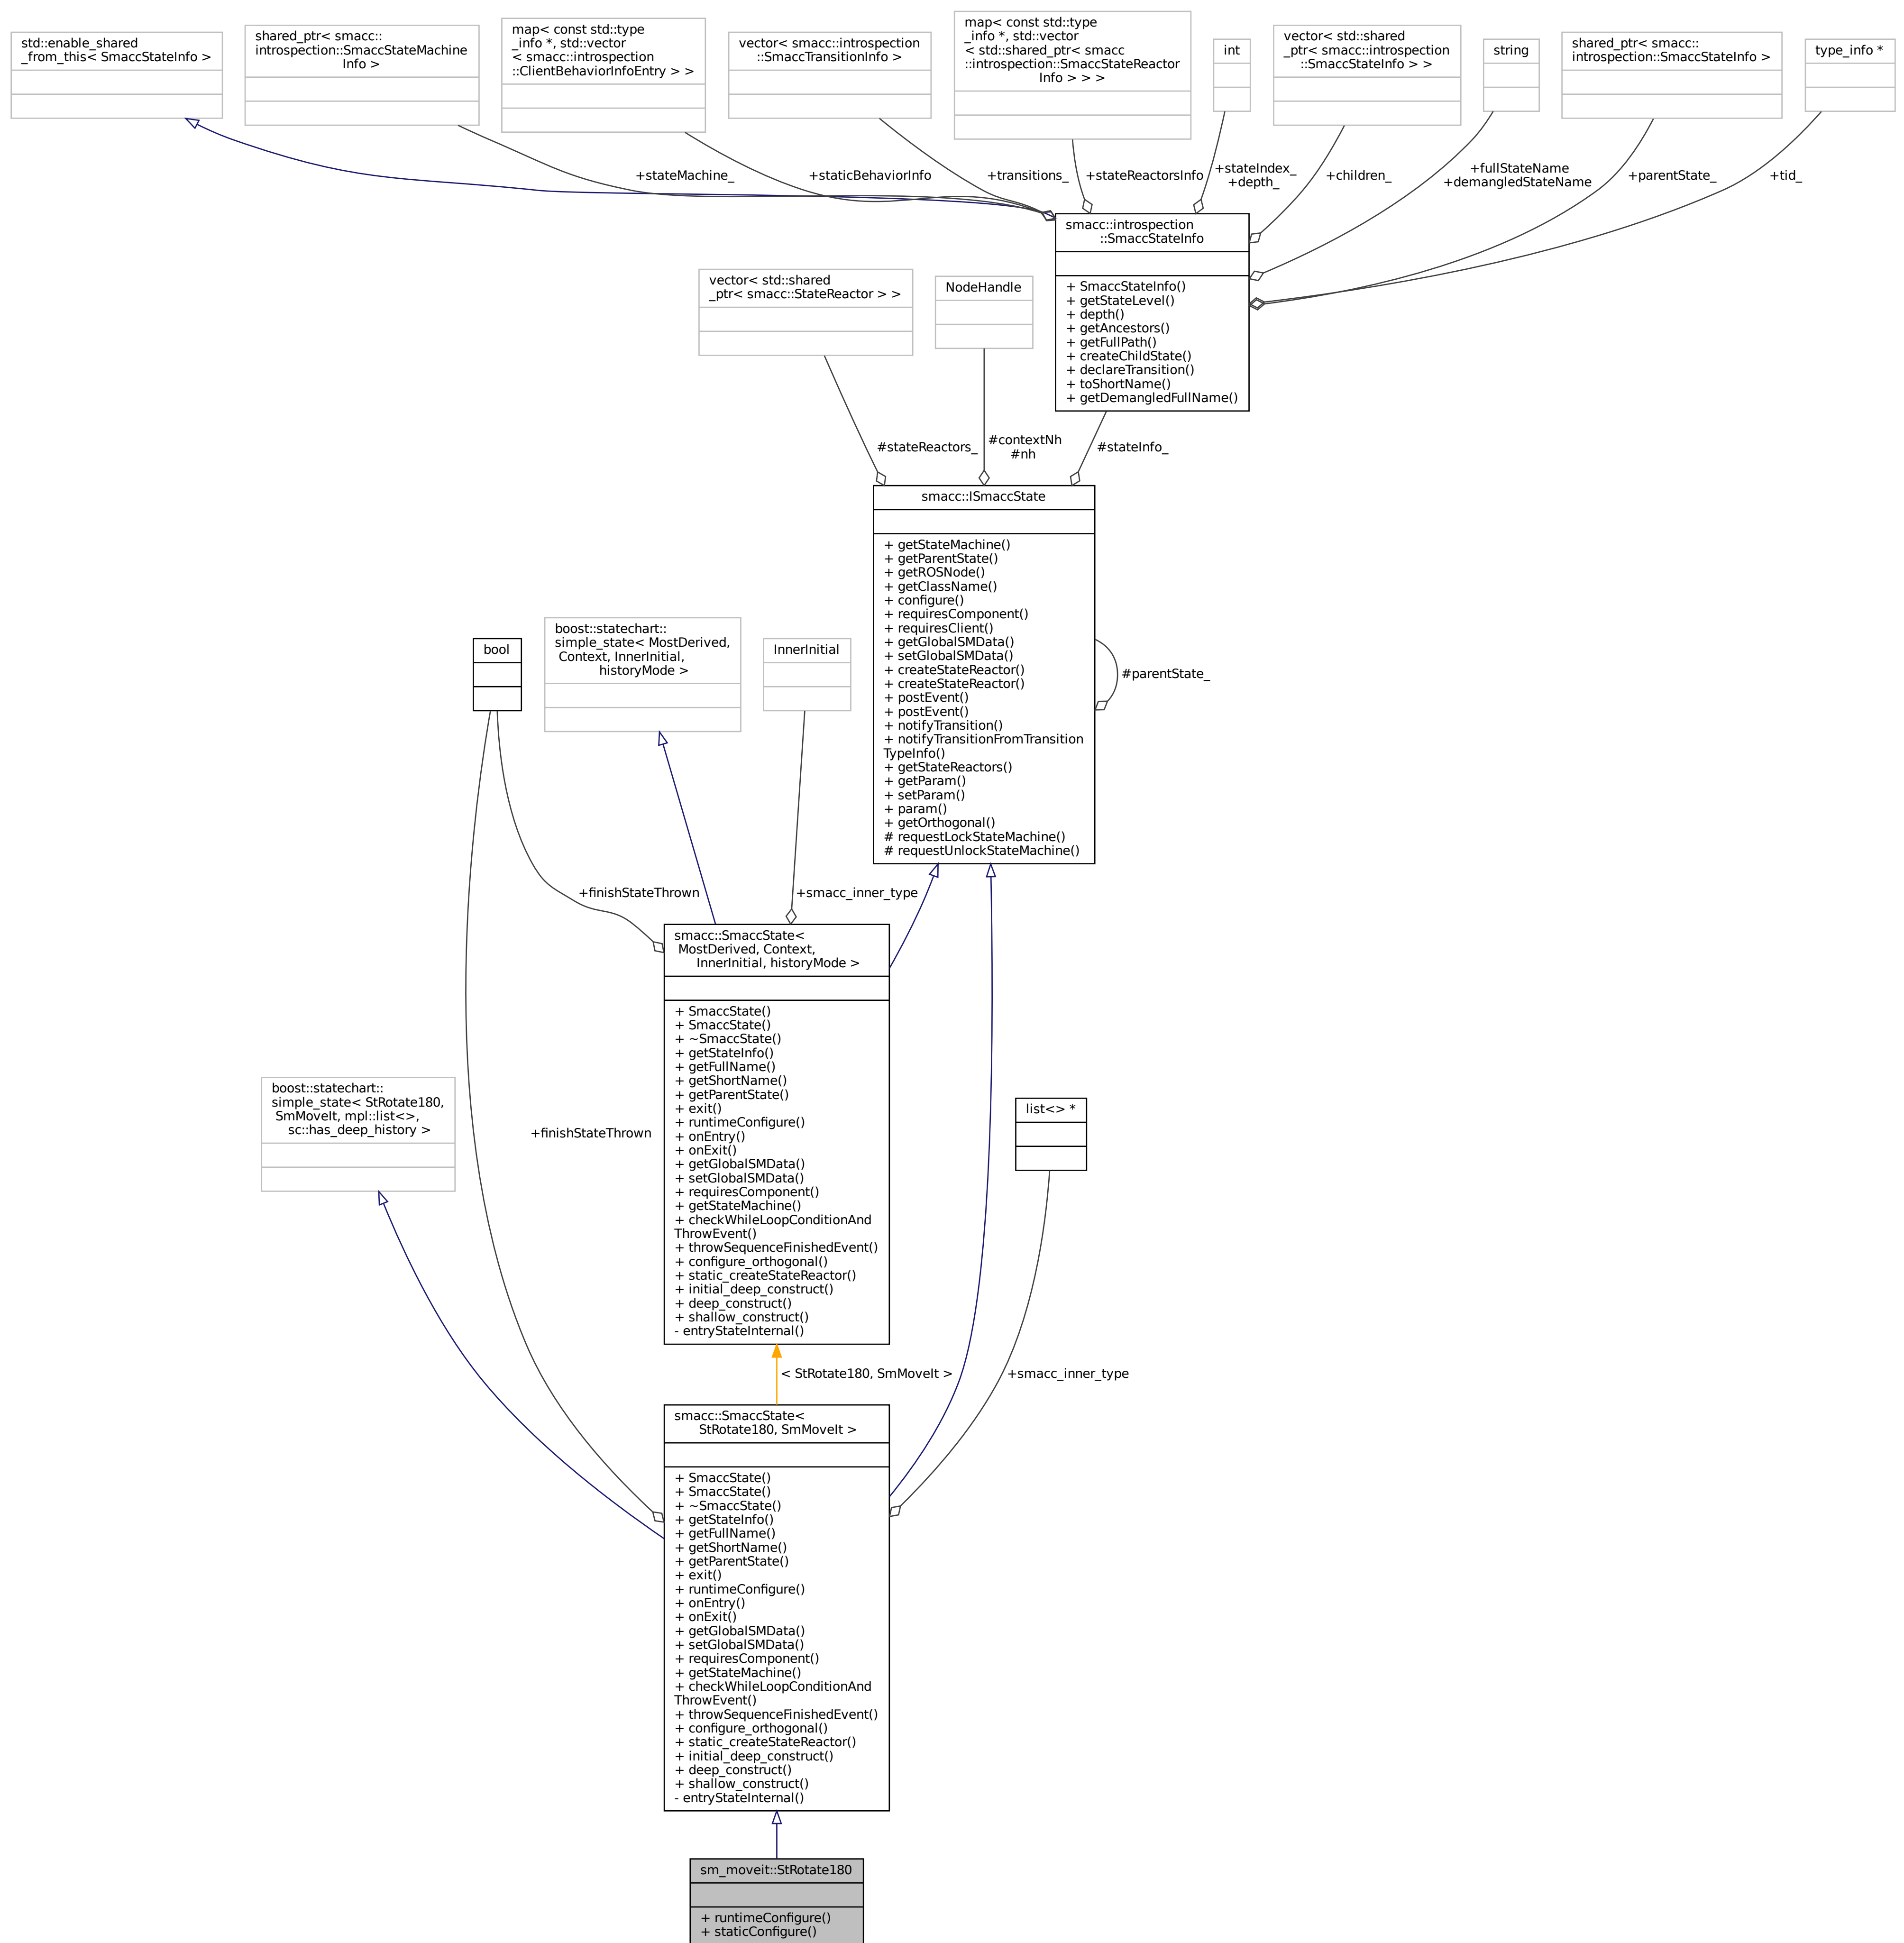 std::enable_shared
_from_this< SmaccStateInfo >
shared_ptr< smacc::
introspection::SmaccStateMachine
Info >
map< const std::type
_info *, std::vector
< smacc::introspection
::ClientBehaviorInfoEntry > >
vector< smacc::introspection
::SmaccTransitionInfo >
map< const std::type
_info *, std::vector
< std::shared_ptr< smacc
::introspection::SmaccStateReactor
Info > > >
int
vector< std::shared
_ptr< smacc::introspection
::SmaccStateInfo > >
string
shared_ptr< smacc::
introspection::SmaccStateInfo >
type_info *
+stateMachine_
+staticBehaviorInfo
+transitions_
+stateReactorsInfo
+stateIndex_
+depth_
+children_
+fullStateName
+demangledStateName
+parentState_
+tid_
smacc::introspection
::SmaccStateInfo
+ SmaccStateInfo()
+ getStateLevel()
+ depth()
+ getAncestors()
+ getFullPath()
+ createChildState()
+ declareTransition()
+ toShortName()
+ getDemangledFullName()
vector< std::shared
_ptr< smacc::StateReactor > >
NodeHandle
#stateReactors_
#contextNh
#nh
#stateInfo_
smacc::ISmaccState
+ getStateMachine()
+ getParentState()
+ getROSNode()
+ getClassName()
+ configure()
+ requiresComponent()
+ requiresClient()
+ getGlobalSMData()
+ setGlobalSMData()
+ createStateReactor()
+ createStateReactor()
+ postEvent()
+ postEvent()
+ notifyTransition()
+ notifyTransitionFromTransition
TypeInfo()
+ getStateReactors()
+ getParam()
+ setParam()
+ param()
+ getOrthogonal()
# requestLockStateMachine()
# requestUnlockStateMachine()
#parentState_
bool
boost::statechart::
simple_state< MostDerived,
Context, InnerInitial,
historyMode >
InnerInitial
+finishStateThrown
+smacc_inner_type
smacc::SmaccState<
MostDerived, Context,
InnerInitial, historyMode >
+ SmaccState()
+ SmaccState()
+ ~SmaccState()
+ getStateInfo()
+ getFullName()
+ getShortName()
+ getParentState()
+ exit()
+ runtimeConfigure()
+ onEntry()
+ onExit()
+ getGlobalSMData()
+ setGlobalSMData()
+ requiresComponent()
+ getStateMachine()
+ checkWhileLoopConditionAnd
ThrowEvent()
+ throwSequenceFinishedEvent()
+ configure_orthogonal()
+ static_createStateReactor()
+ initial_deep_construct()
+ deep_construct()
+ shallow_construct()
- entryStateInternal()
boost::statechart::
simple_state< StRotate180,
SmMoveIt, mpl::list<>,
sc::has_deep_history >
+finishStateThrown
list<> *
< StRotate180, SmMoveIt >
+smacc_inner_type
smacc::SmaccState<
StRotate180, SmMoveIt >
+ SmaccState()
+ SmaccState()
+ ~SmaccState()
+ getStateInfo()
+ getFullName()
+ getShortName()
+ getParentState()
+ exit()
+ runtimeConfigure()
+ onEntry()
+ onExit()
+ getGlobalSMData()
+ setGlobalSMData()
+ requiresComponent()
+ getStateMachine()
+ checkWhileLoopConditionAnd
ThrowEvent()
+ throwSequenceFinishedEvent()
+ configure_orthogonal()
+ static_createStateReactor()
+ initial_deep_construct()
+ deep_construct()
+ shallow_construct()
- entryStateInternal()
sm_moveit::StRotate180
+ runtimeConfigure()
+ staticConfigure()